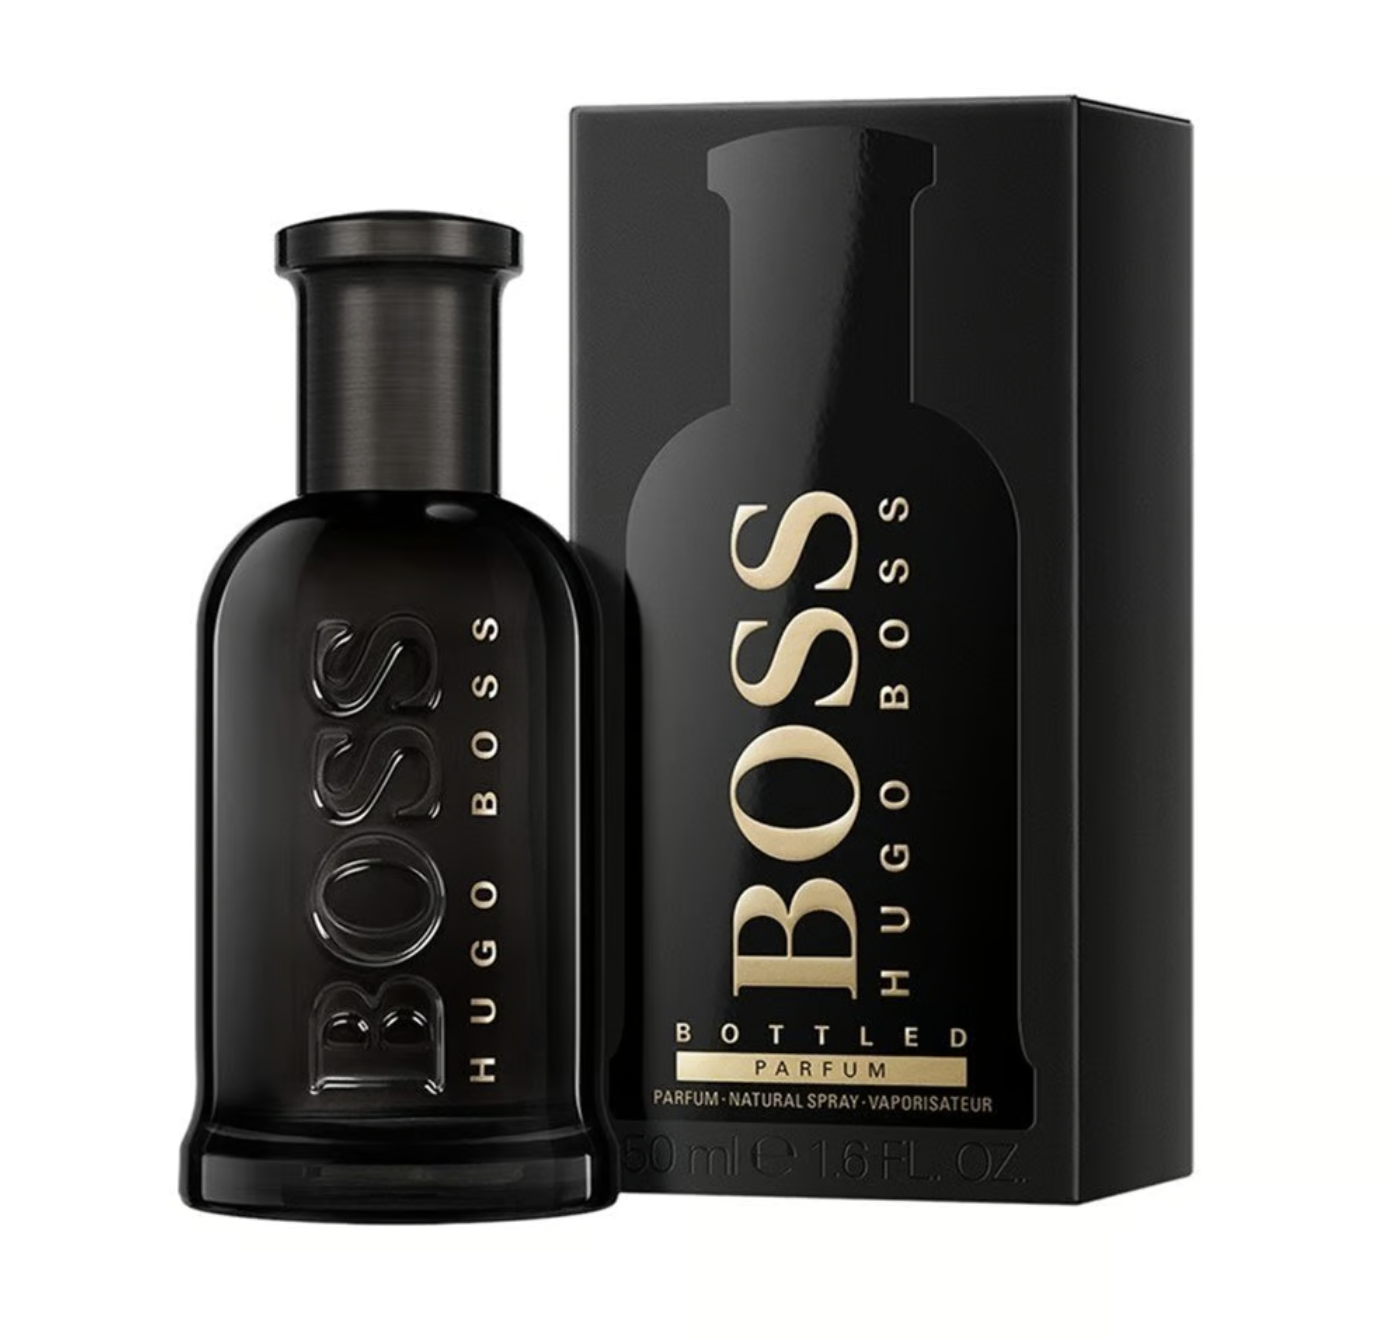 BOSS
HUGO BOSS
BOSS
HUGO BOSS
BOTTLED
PARFUM
PARFUM·NATURAL SPRAY·VAPORISATEUR
50 ml ℮ 1.6 FL. OZ.